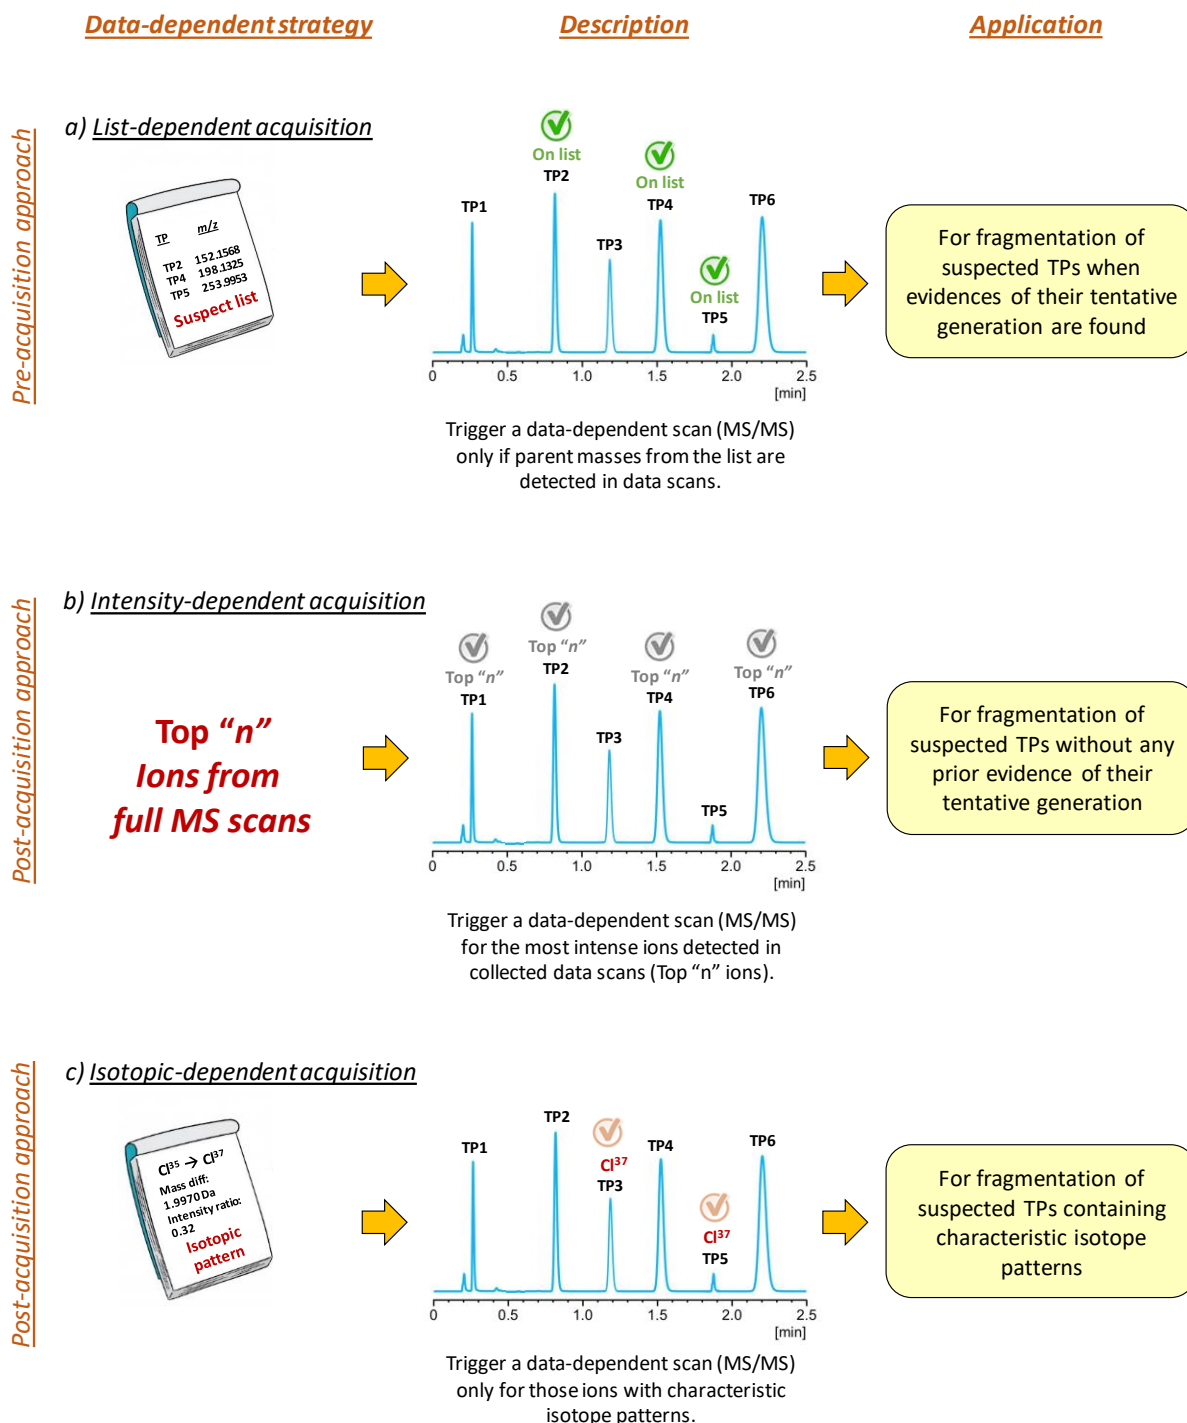 Data-dependent strategy
Description
Application
Pre-acquisition approach
a) List-dependent acquisition
TP m/z
TP2 152.1568
TP4 198.1325
TP5 253.9953
Suspect list
On list
TP2
On list
TP4
On list
TP5
TP1
TP3
TP6
0 0.5 1.0 1.5 2.0 2.5
[min]
Trigger a data-dependent scan (MS/MS)
only if parent masses from the list are
detected in data scans.
For fragmentation of
suspected TPs when
evidences of their tentative
generation are found
Post-acquisition approach
b) Intensity-dependent acquisition
Top “n”
Ions from
full MS scans
Top “n”
TP1
Top “n”
TP2
TP3
Top “n”
TP4
TP5
Top “n”
TP6
0 0.5 1.0 1.5 2.0 2.5
[min]
Trigger a data-dependent scan (MS/MS)
for the most intense ions detected in
collected data scans (Top “n” ions).
For fragmentation of
suspected TPs without any
prior evidence of their
tentative generation
Post-acquisition approach
c) Isotopic-dependent acquisition
Cl³⁵ → Cl³⁷
Mass diff:
1.9970 Da
Intensity ratio:
0.32
Isotopic
pattern
TP1
TP2
Cl³⁷
TP3
TP4
Cl³⁷
TP5
TP6
0 0.5 1.0 1.5 2.0 2.5
[min]
Trigger a data-dependent scan (MS/MS)
only for those ions with characteristic
isotope patterns.
For fragmentation of
suspected TPs containing
characteristic isotope
patterns